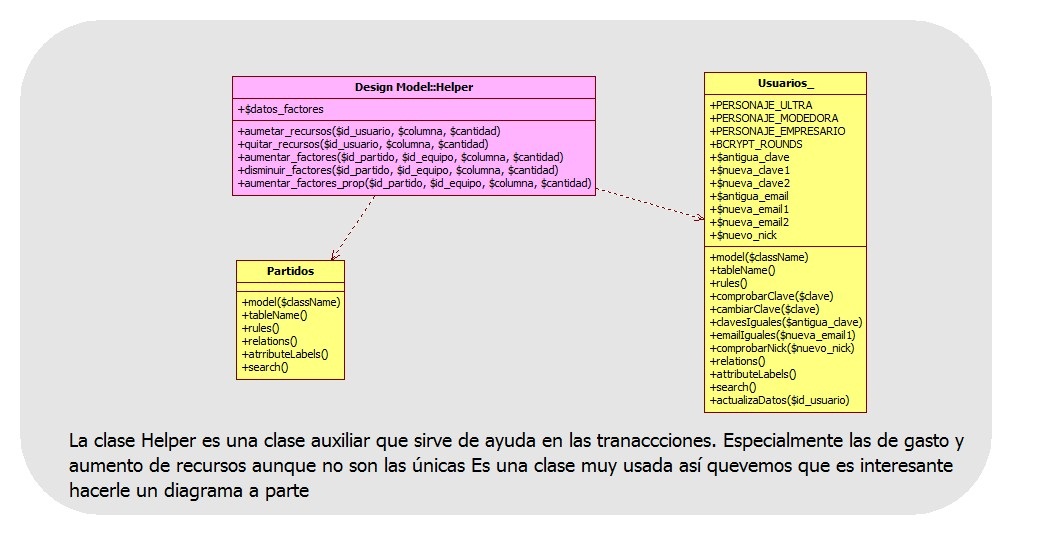 Design Model::Helper
+$datos_factores
+aumetar_recursos($id_usuario, $columna, $cantidad)
+quitar_recursos($id_usuario, $columna, $cantidad)
+aumentar_factores($id_partido, $id_equipo, $columna, $cantidad)
+disminuir_factores($id_partido, $id_equipo, $columna, $cantidad)
+aumentar_factores_prop($id_partido, $id_equipo, $columna, $cantidad)
Usuarios_
+PERSONAJE_ULTRA
+PERSONAJE_MODEDORA
+PERSONAJE_EMPRESARIO
+BCRYPT_ROUNDS
+$antigua_clave
+$nueva_clave1
+$nueva_clave2
+$antigua_email
+$nueva_email1
+$nueva_email2
+$nuevo_nick
+model($className)
+tableName()
+rules()
+comprobarClave($clave)
+cambiarClave($clave)
+clavesIguales($antigua_clave)
+emailIguales($nueva_email1)
+comprobarNick($nuevo_nick)
+relations()
+attributeLabels()
+search()
+actualizaDatos($id_usuario)
Partidos
+model($className)
+tableName()
+rules()
+relations()
+atrributeLabels()
+search()
La clase Helper es una clase auxiliar que sirve de ayuda en las tranaccciones. Especialmente las de gasto y
aumento de recursos aunque no son las únicas Es una clase muy usada así quevemos que es interesante
hacerle un diagrama a parte